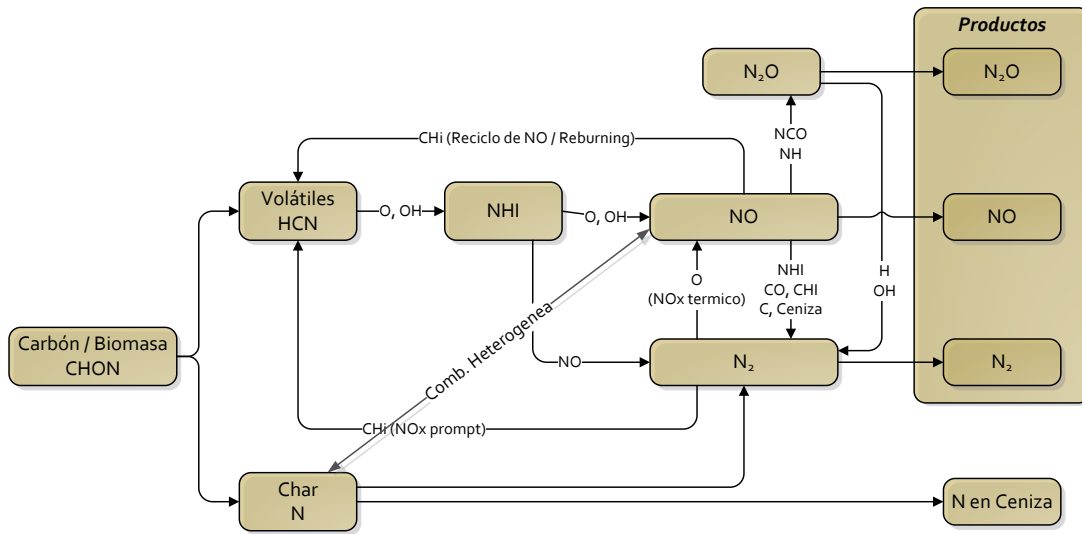 Productos
N₂O
N₂O
NCO
NH
CHi (Reciclo de NO / Reburning)
Volátiles
HCN
O, OH
NHI
O, OH
NO
NO
O
(NOx termico)
NHI
CO, CHI
C, Ceniza
H
OH
Comb. Heterogenea
Carbón / Biomasa
CHON
NO
N₂
N₂
CHi (NOx prompt)
Char
N
N en Ceniza